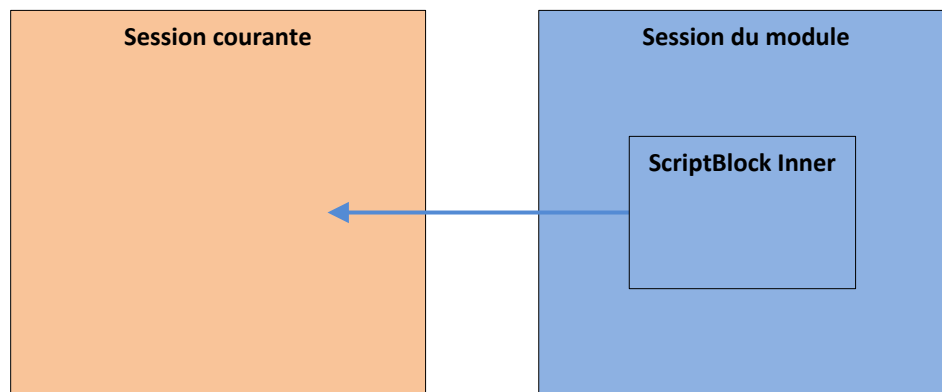 Session courante
Session du module
ScriptBlock Inner